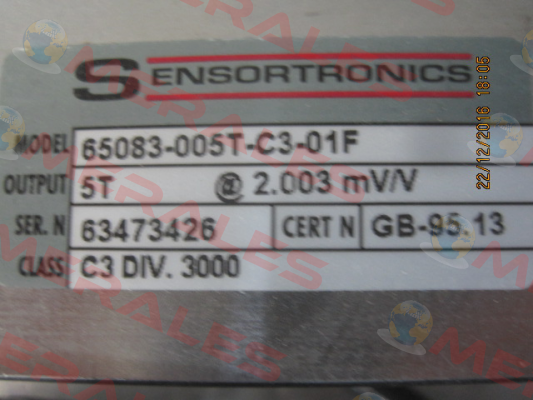 SENSORTRONICS
MODEL 65083-005T-C3-01F
OUTPUT 5T @ 2.003 mV/V
SER. N 63473426 CERT N GB-95.13
CLASS C3 DIV. 3000
22/12/2016 18:05
MERALES